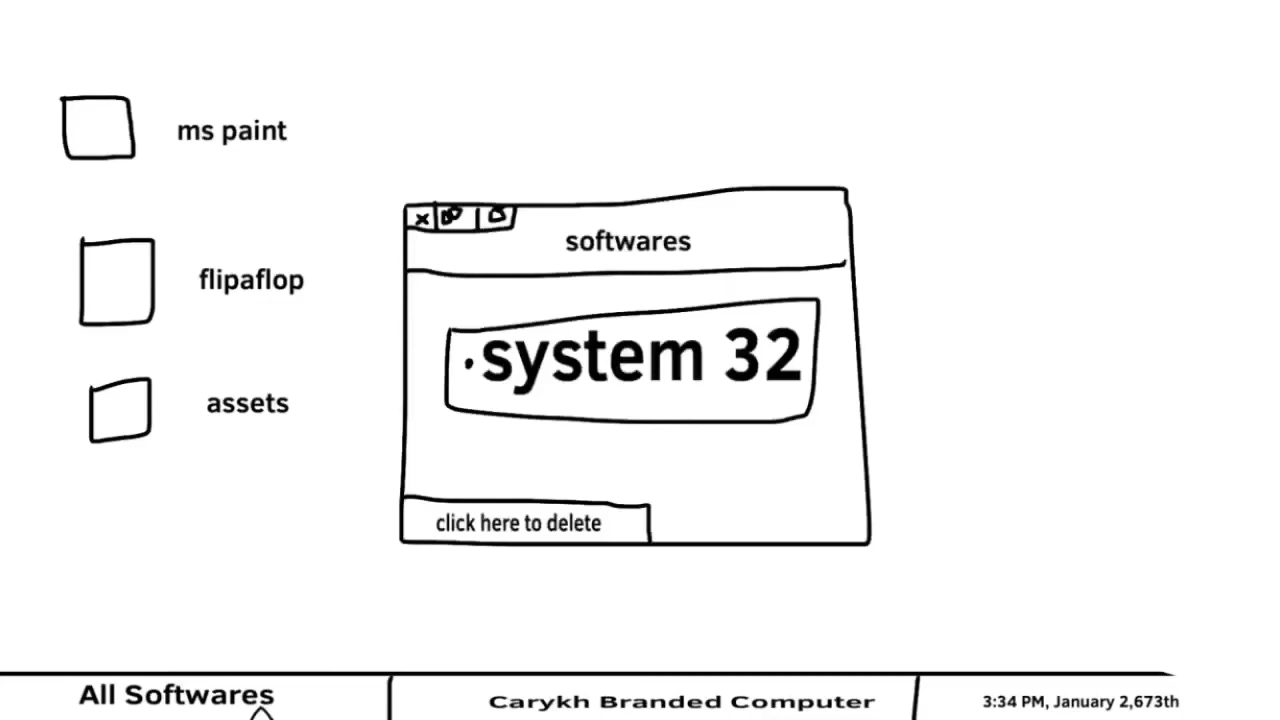 ms paint
flipaflop
assets
x
softwares
·system 32
click here to delete
All Softwares
Carykh Branded Computer
3:34 PM, January 2,673th